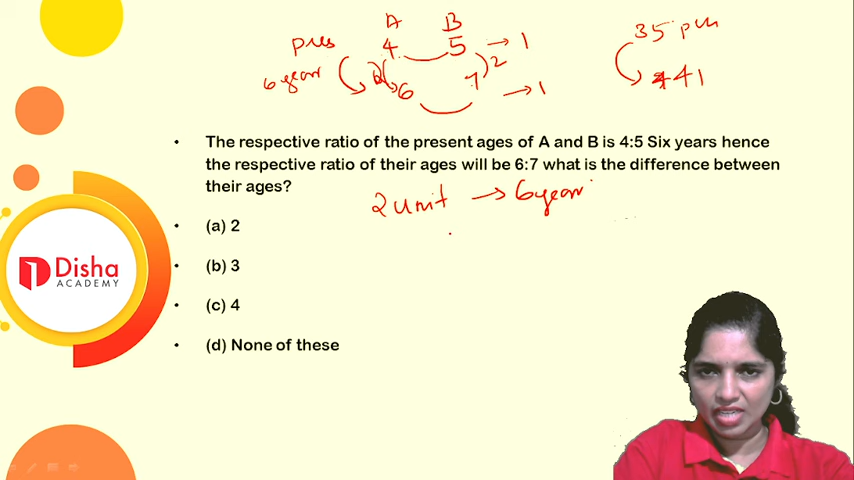 A B
pres 4 5 → 1 35 pres
6 year 2 6 7 2 → 1 41
• The respective ratio of the present ages of A and B is 4:5 Six years hence
the respective ratio of their ages will be 6:7 what is the difference between
their ages?
2 unit → 6 year
• (a) 2
• (b) 3
• (c) 4
• (d) None of these
Disha
ACADEMY